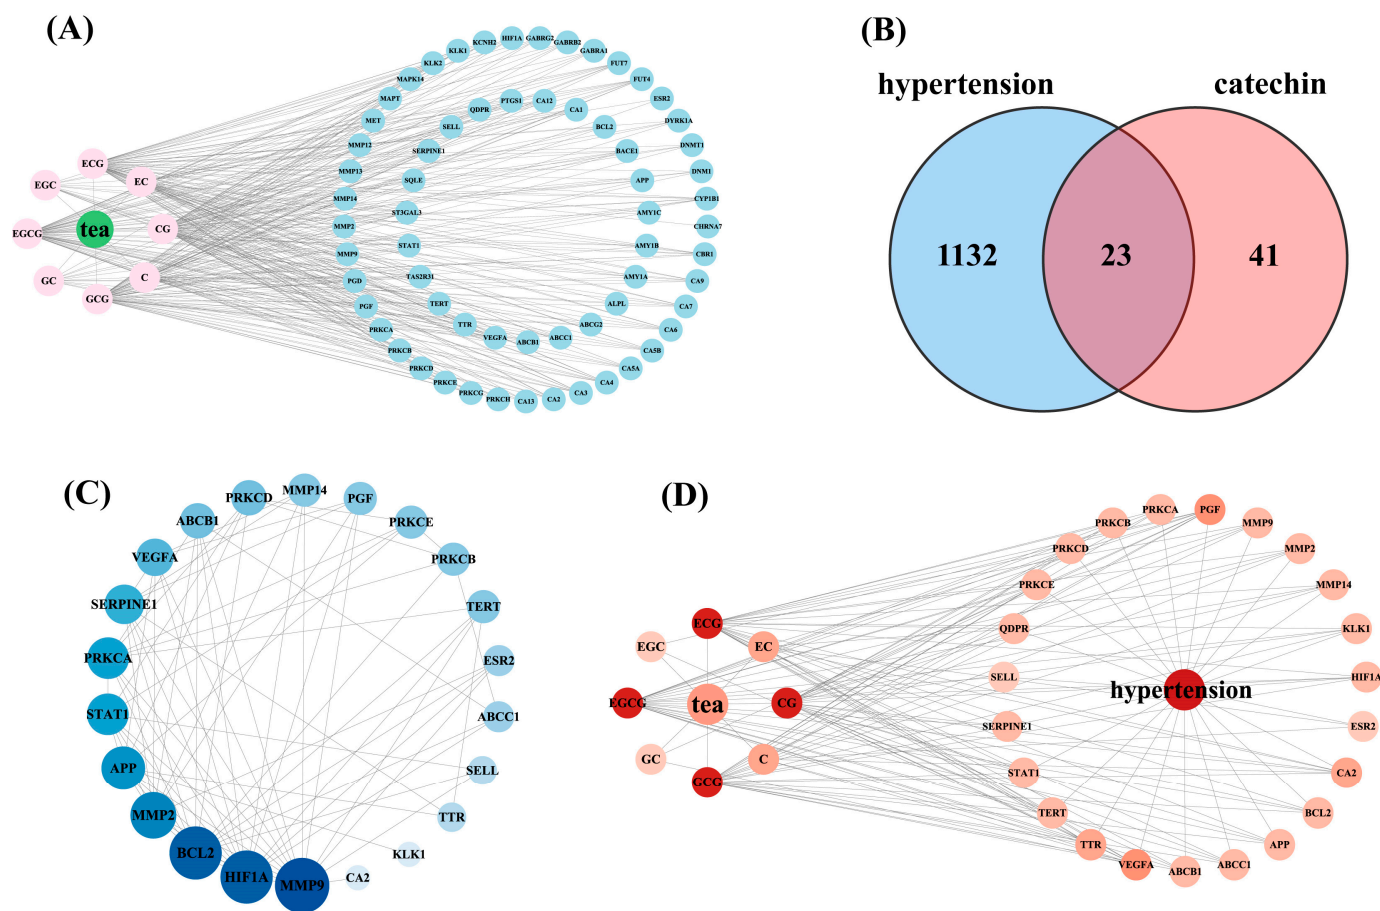 (A)
tea
ECG
EC
CG
C
GCG
GC
EGCG
EGC
HIF1A
GABRG2
GABRB2
GABRA1
FUT7
FUT4
ESR2
DYRK1A
DNMT1
DNM1
CYP1B1
CHRNA7
CBR1
CA9
CA7
CA6
CA5B
CA5A
CA4
CA3
CA2
CA13
PRKCH
PRKCG
PRKCE
PRKCD
PRKCB
PRKCA
PGF
PGD
MMP9
MMP2
MMP14
MMP13
MMP12
MET
MAPT
MAPK14
KLK2
KLK1
KCNH2
PTGS1
CA12
CA1
BCL2
BACE1
APP
AMY1C
AMY1B
AMY1A
ALPL
ABCG2
ABCC1
ABCB1
VEGFA
TTR
TERT
TAS2R31
STAT1
ST3GAL3
SQLE
SERPINE1
SELL
QDPR
(B)
hypertension
catechin
1132
23
41
(C)
MMP14
PGF
PRKCE
PRKCB
TERT
ESR2
ABCC1
SELL
TTR
KLK1
CA2
MMP9
HIF1A
BCL2
MMP2
APP
STAT1
PRKCA
SERPINE1
VEGFA
ABCB1
PRKCD
(D)
tea
ECG
EC
CG
C
GCG
GC
EGCG
EGC
hypertension
PRKCA
PGF
MMP9
MMP2
MMP14
KLK1
HIF1A
ESR2
CA2
BCL2
APP
ABCC1
ABCB1
VEGFA
TTR
TERT
STAT1
SERPINE1
SELL
QDPR
PRKCE
PRKCD
PRKCB